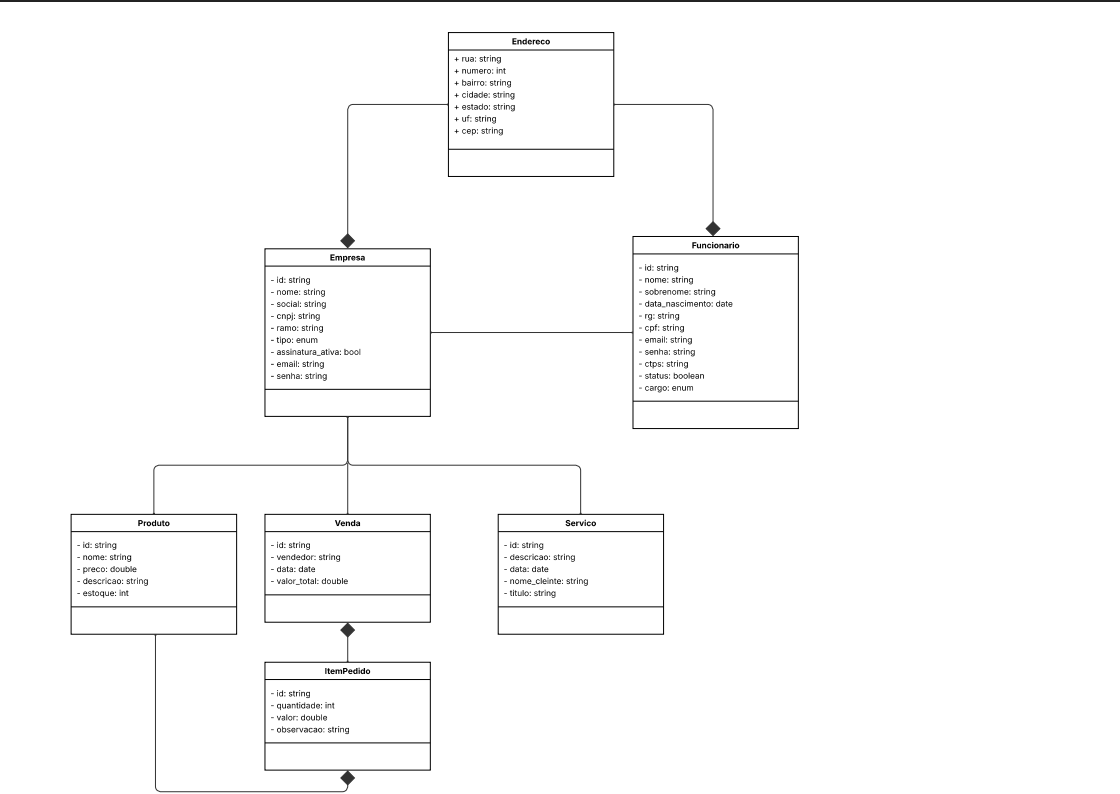 Endereco
+ rua: string
+ numero: int
+ bairro: string
+ cidade: string
+ estado: string
+ uf: string
+ cep: string
Empresa
- id: string
- nome: string
- social: string
- cnpj: string
- ramo: string
- tipo: enum
- assinatura_ativa: bool
- email: string
- senha: string
Funcionario
- id: string
- nome: string
- sobrenome: string
- data_nascimento: date
- rg: string
- cpf: string
- email: string
- senha: string
- ctps: string
- status: boolean
- cargo: enum
Produto
- id: string
- nome: string
- preco: double
- descricao: string
- estoque: int
Venda
- id: string
- vendedor: string
- data: date
- valor_total: double
Servico
- id: string
- descricao: string
- data: date
- nome_cleinte: string
- titulo: string
ItemPedido
- id: string
- quantidade: int
- valor: double
- observacao: string